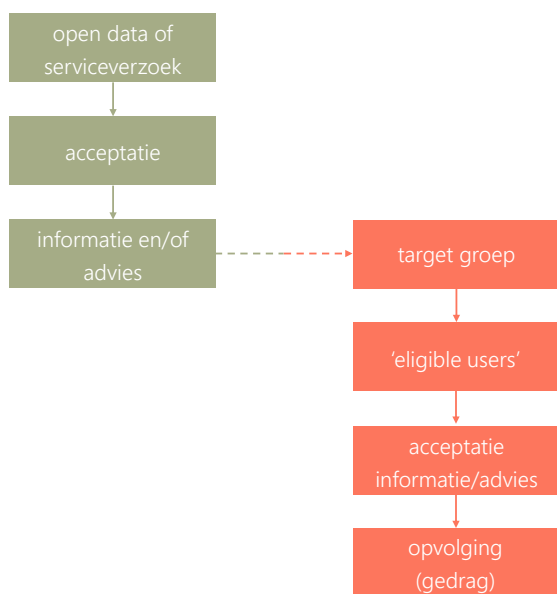 open data of
serviceverzoek
acceptatie
informatie en/of
advies
target groep
‘eligible users’
acceptatie
informatie/advies
opvolging
(gedrag)